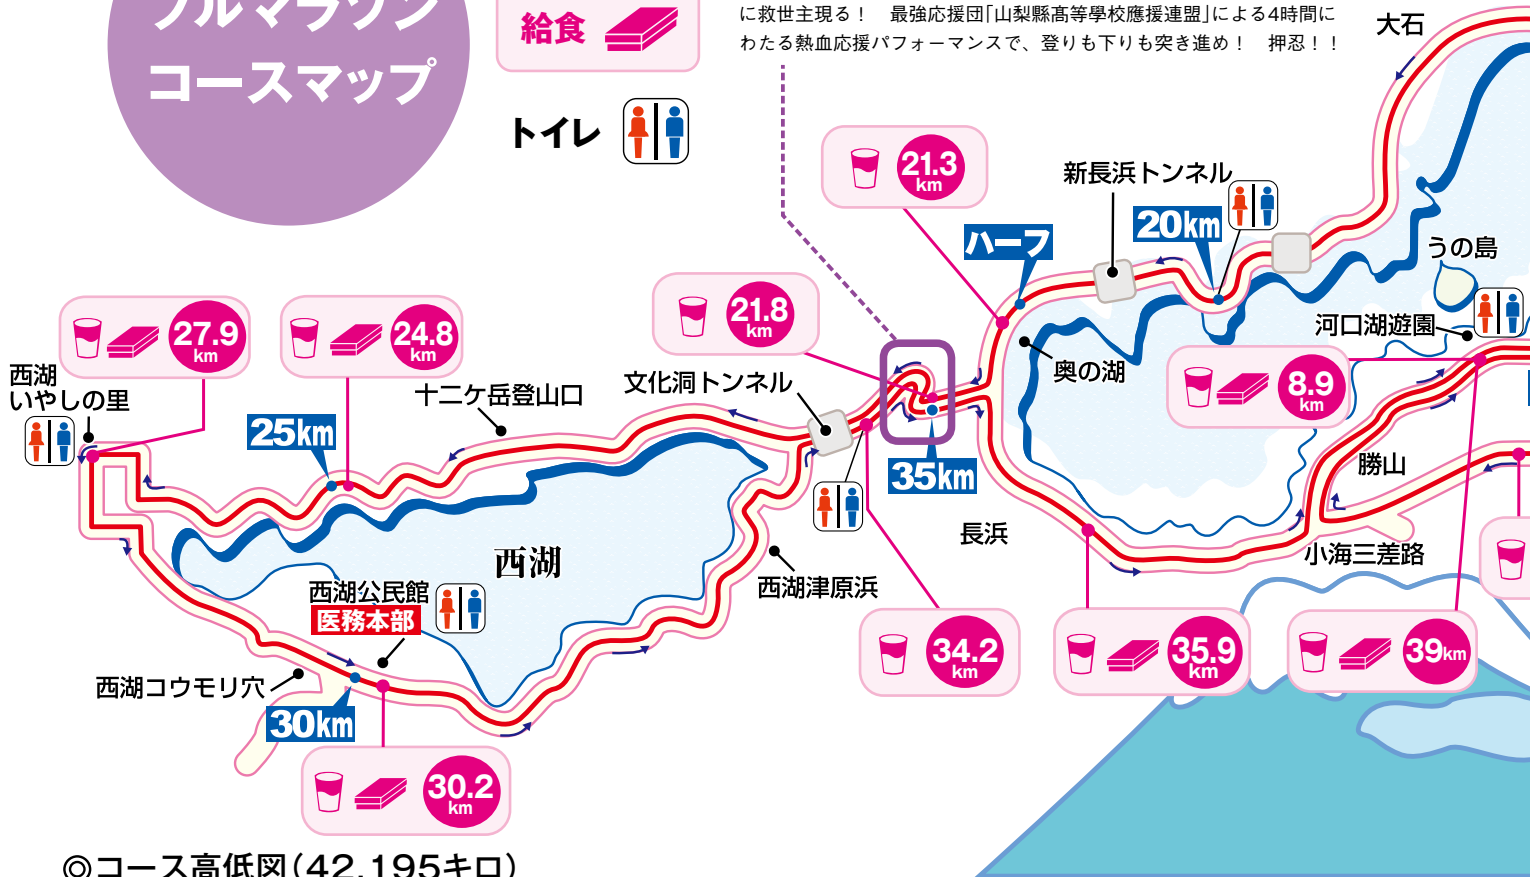 フルマラソン
コースマップ
給食
トイレ
に救世主現る！　最強応援団「山梨縣髙等學校應援連盟」による4時間に
わたる熱血応援パフォーマンスで、登りも下りも突き進め！　押忍！！
大石
21.3
km
新長浜トンネル
20km
ハーフ
うの島
河口湖遊園
奥の湖
8.9
km
21.8
km
文化洞トンネル
27.9
km
24.8
km
西湖
いやしの里
十二ケ岳登山口
25km
35km
勝山
長浜
小海三差路
西湖
西湖公民館
医務本部
西湖津原浜
西湖コウモリ穴
30km
34.2
km
35.9
km
39km
30.2
km
◎コース高低図（42.195キロ）